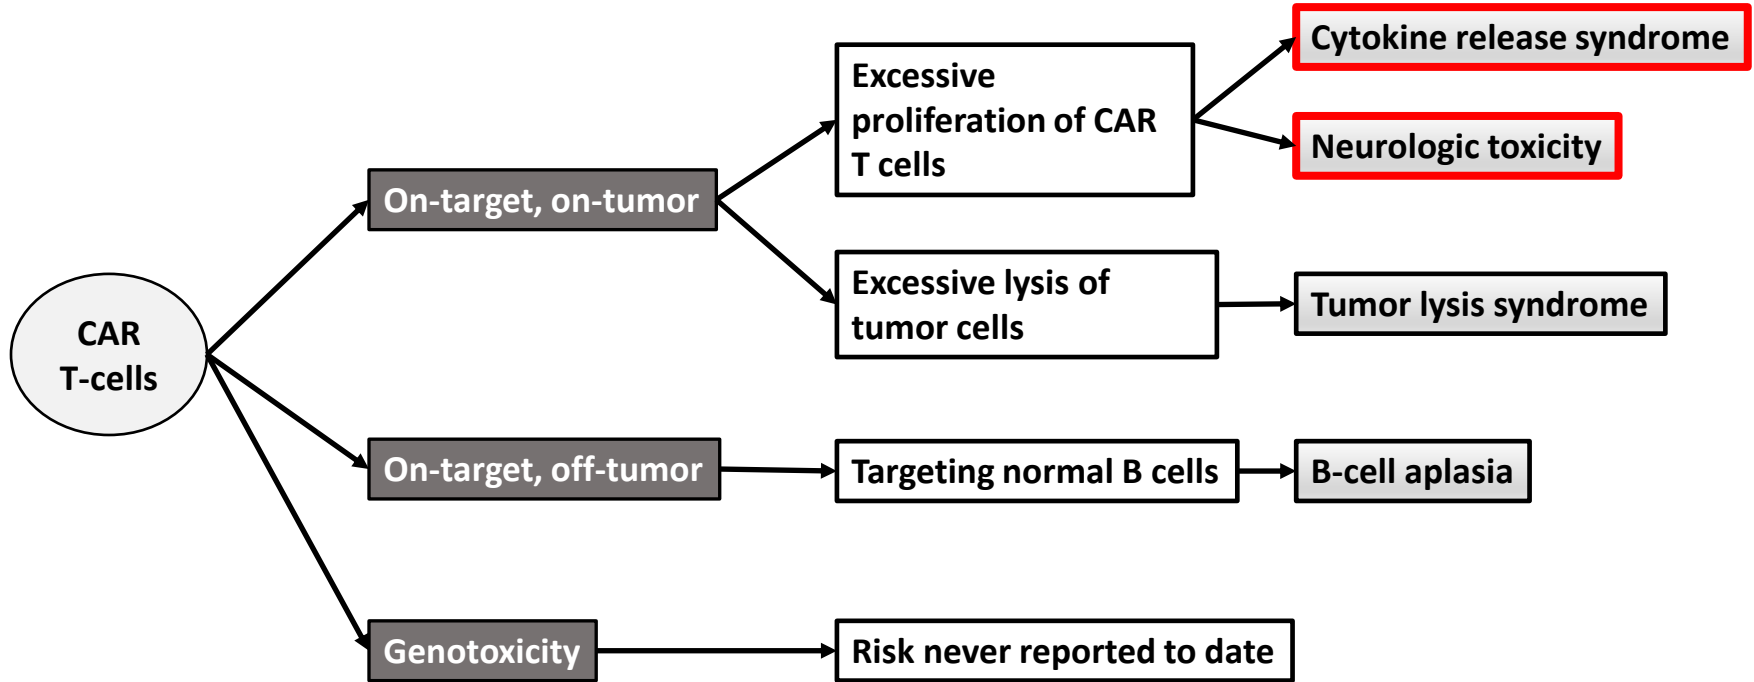 CAR
T-cells
On-target, on-tumor
Excessive
proliferation of CAR
T cells
Cytokine release syndrome
Neurologic toxicity
Excessive lysis of
tumor cells
Tumor lysis syndrome
On-target, off-tumor
Targeting normal B cells
B-cell aplasia
Genotoxicity
Risk never reported to date